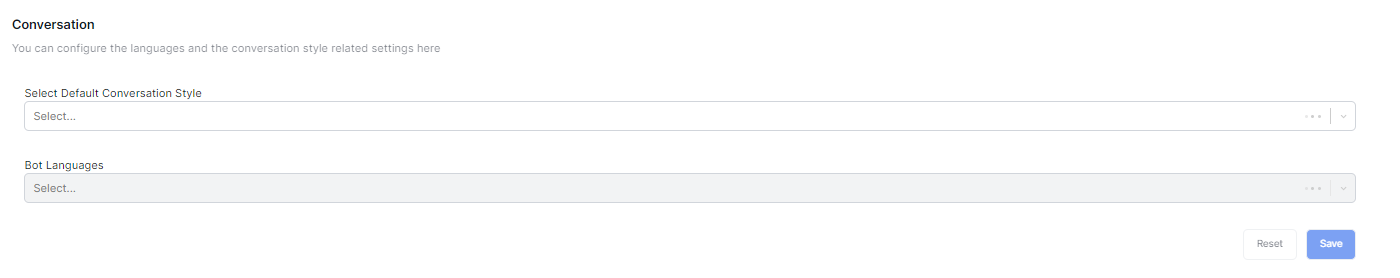 Conversation
You can configure the languages and the conversation style related settings here
Select Default Conversation Style
Select...
Bot Languages
Select...
Reset
Save